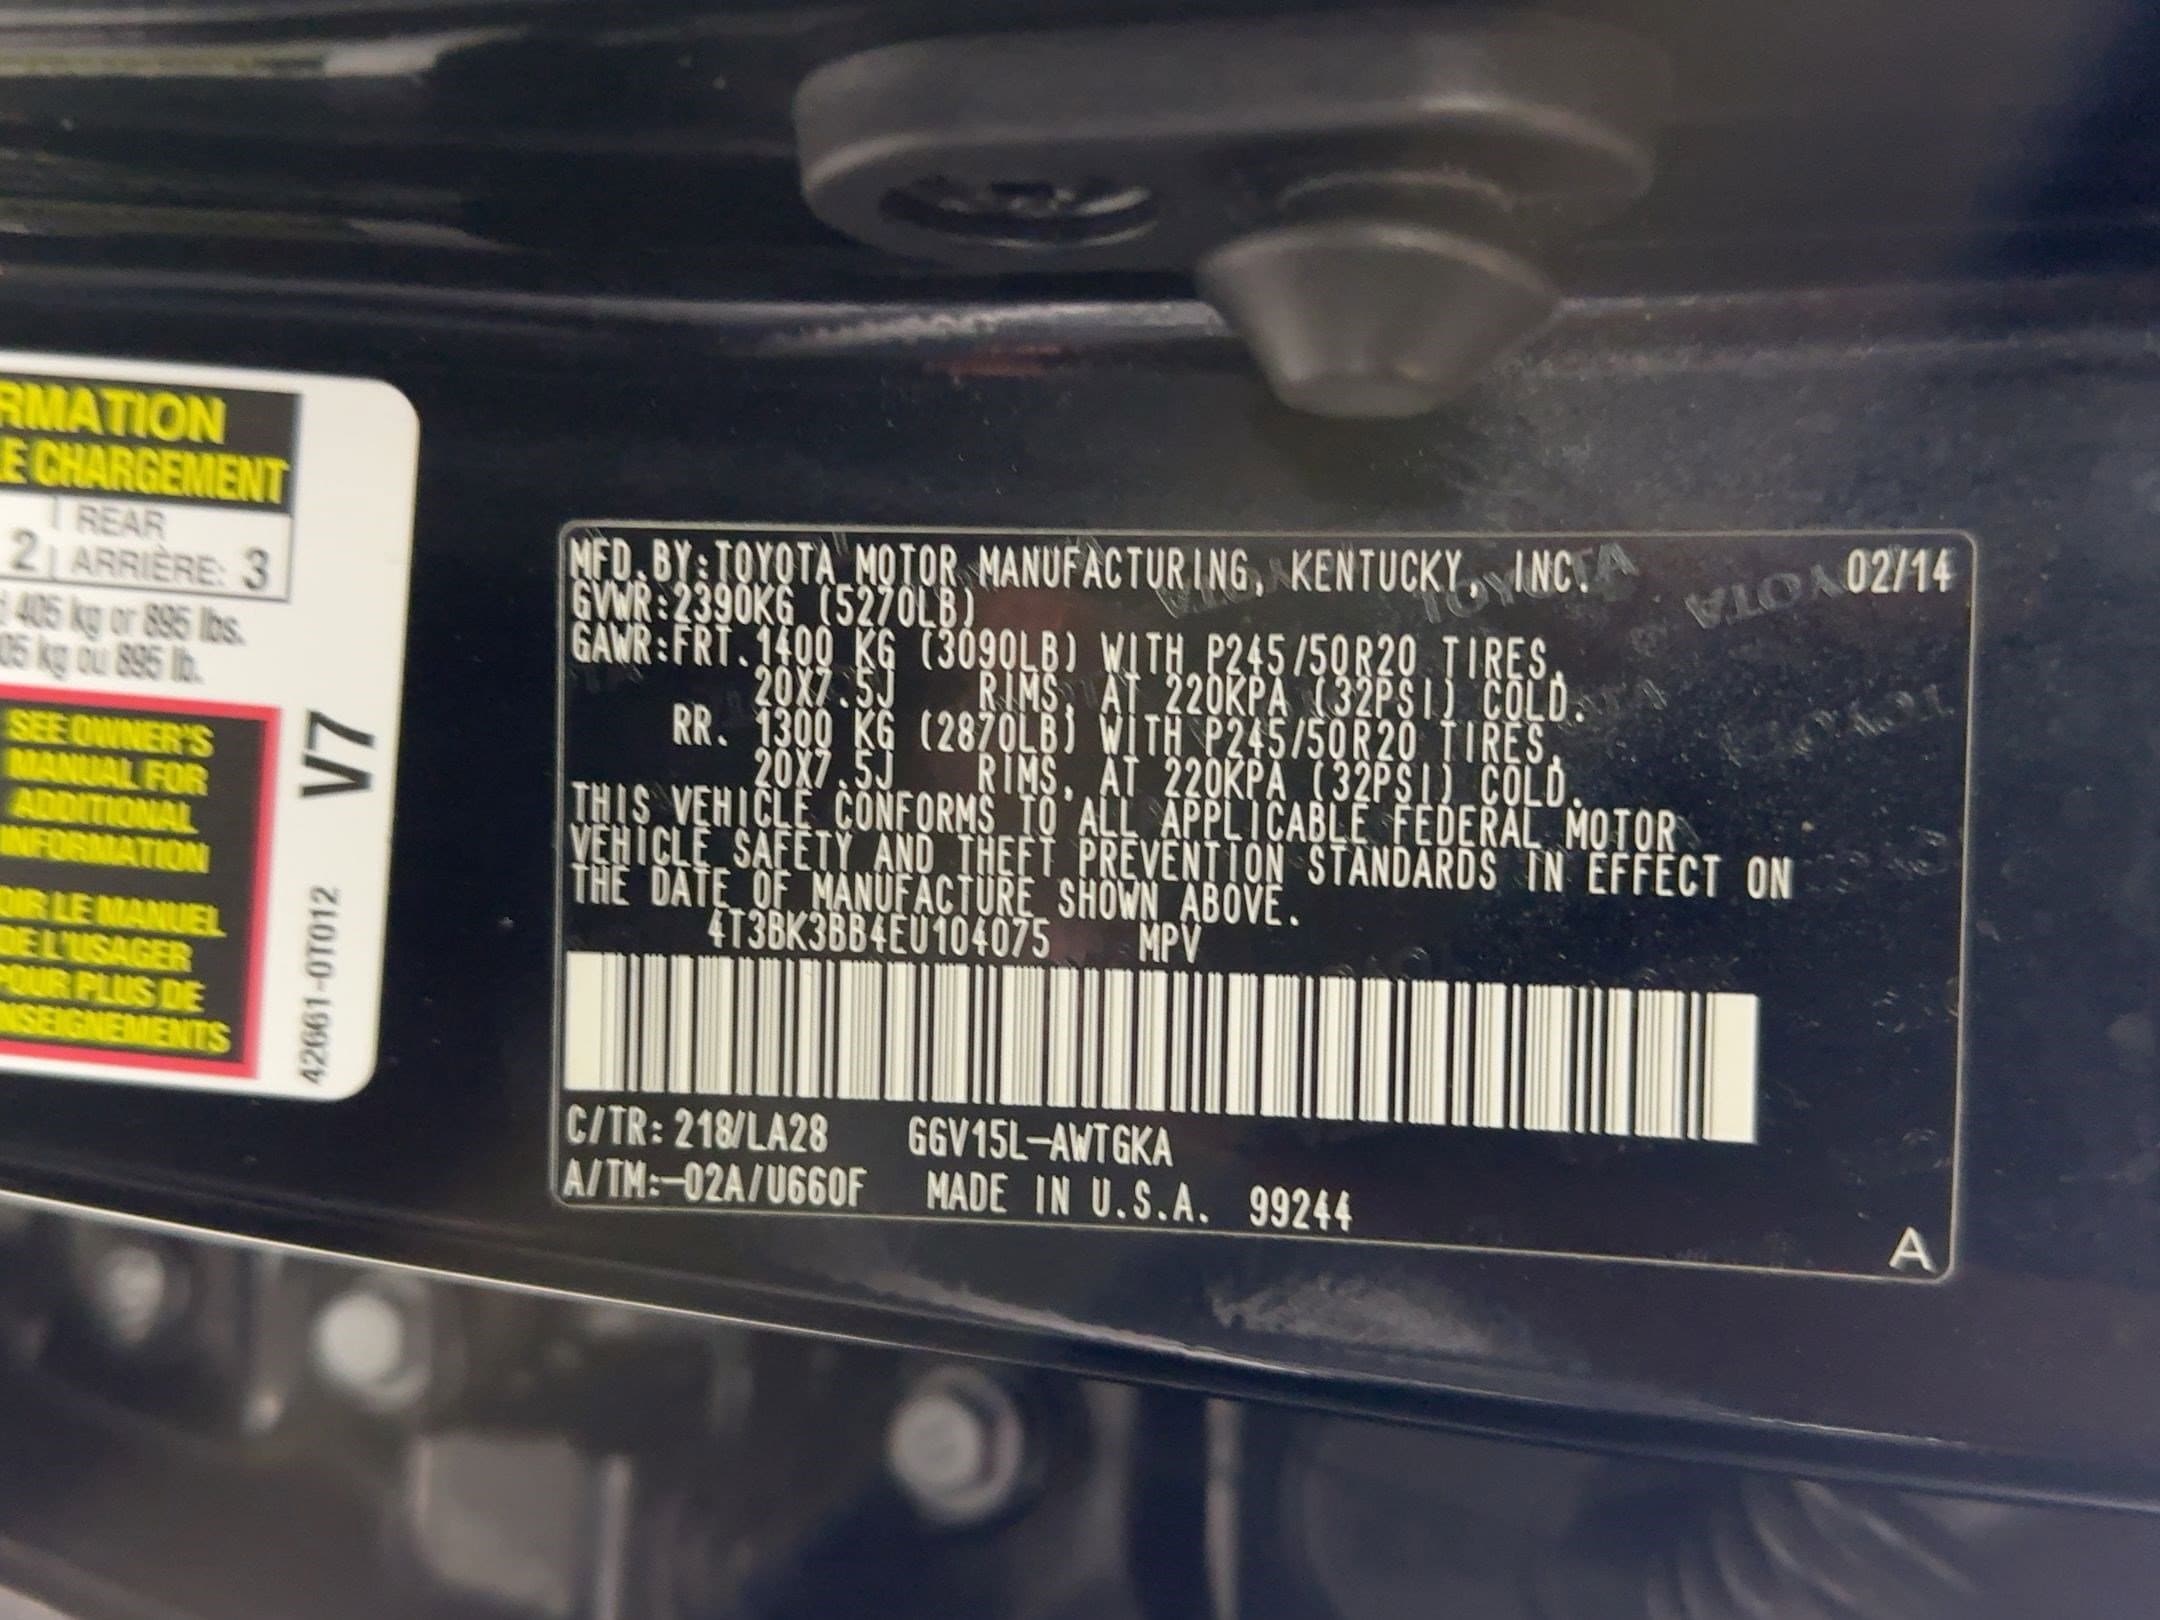 RMATION
E CHARGEMENT
2 REAR
ARRIÈRE: 3
405 kg or 895 lbs.
05 kg ou 895 lb.
SEE OWNER'S
MANUAL FOR
ADDITIONAL
INFORMATION
OIR LE MANUEL
DE L'USAGER
POUR PLUS DE
NSEIGNEMENTS
V7
42661-0T012
MFD.BY:TOYOTA MOTOR MANUFACTURING, KENTUCKY, INC. 02/14
GVWR:2390KG (5270LB)
GAWR:FRT.1400 KG (3090LB) WITH P245/50R20 TIRES,
20X7.5J RIMS, AT 220KPA (32PSI) COLD.
RR. 1300 KG (2870LB) WITH P245/50R20 TIRES,
20X7.5J RIMS, AT 220KPA (32PSI) COLD.
THIS VEHICLE CONFORMS TO ALL APPLICABLE FEDERAL MOTOR
VEHICLE SAFETY AND THEFT PREVENTION STANDARDS IN EFFECT ON
THE DATE OF MANUFACTURE SHOWN ABOVE.
4T3BK3BB4EU104075 MPV
C/TR: 218/LA28 GGV15L-AWTGKA
A/TM:-02A/U660F MADE IN U.S.A. 99244
A